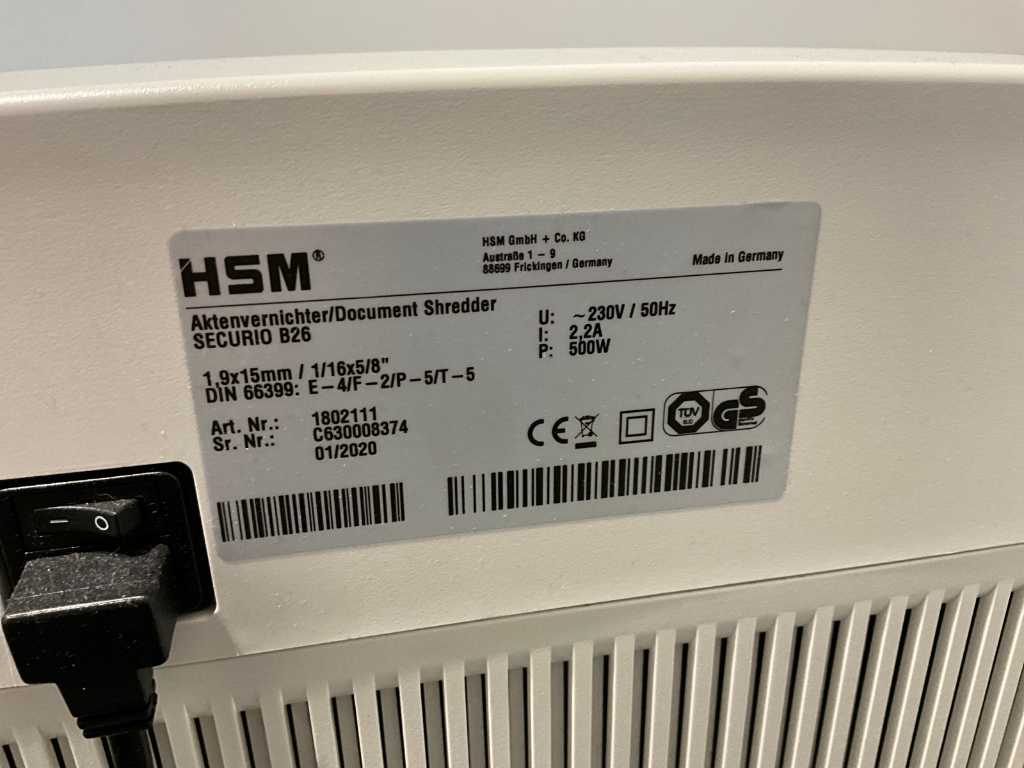 HSM®
HSM GmbH + Co. KG
Austraße 1 – 9
88699 Frickingen / Germany
Made in Germany
Aktenvernichter/Document Shredder
SECURIO B26
1,9x15mm / 1/16x5/8"
DIN 66399: E–4/F–2/P–5/T–5
Art. Nr.: 1802111
Sr. Nr.: C630008374
01/2020
U: ~230V / 50Hz
I: 2,2A
P: 500W
CE
TÜV
GS